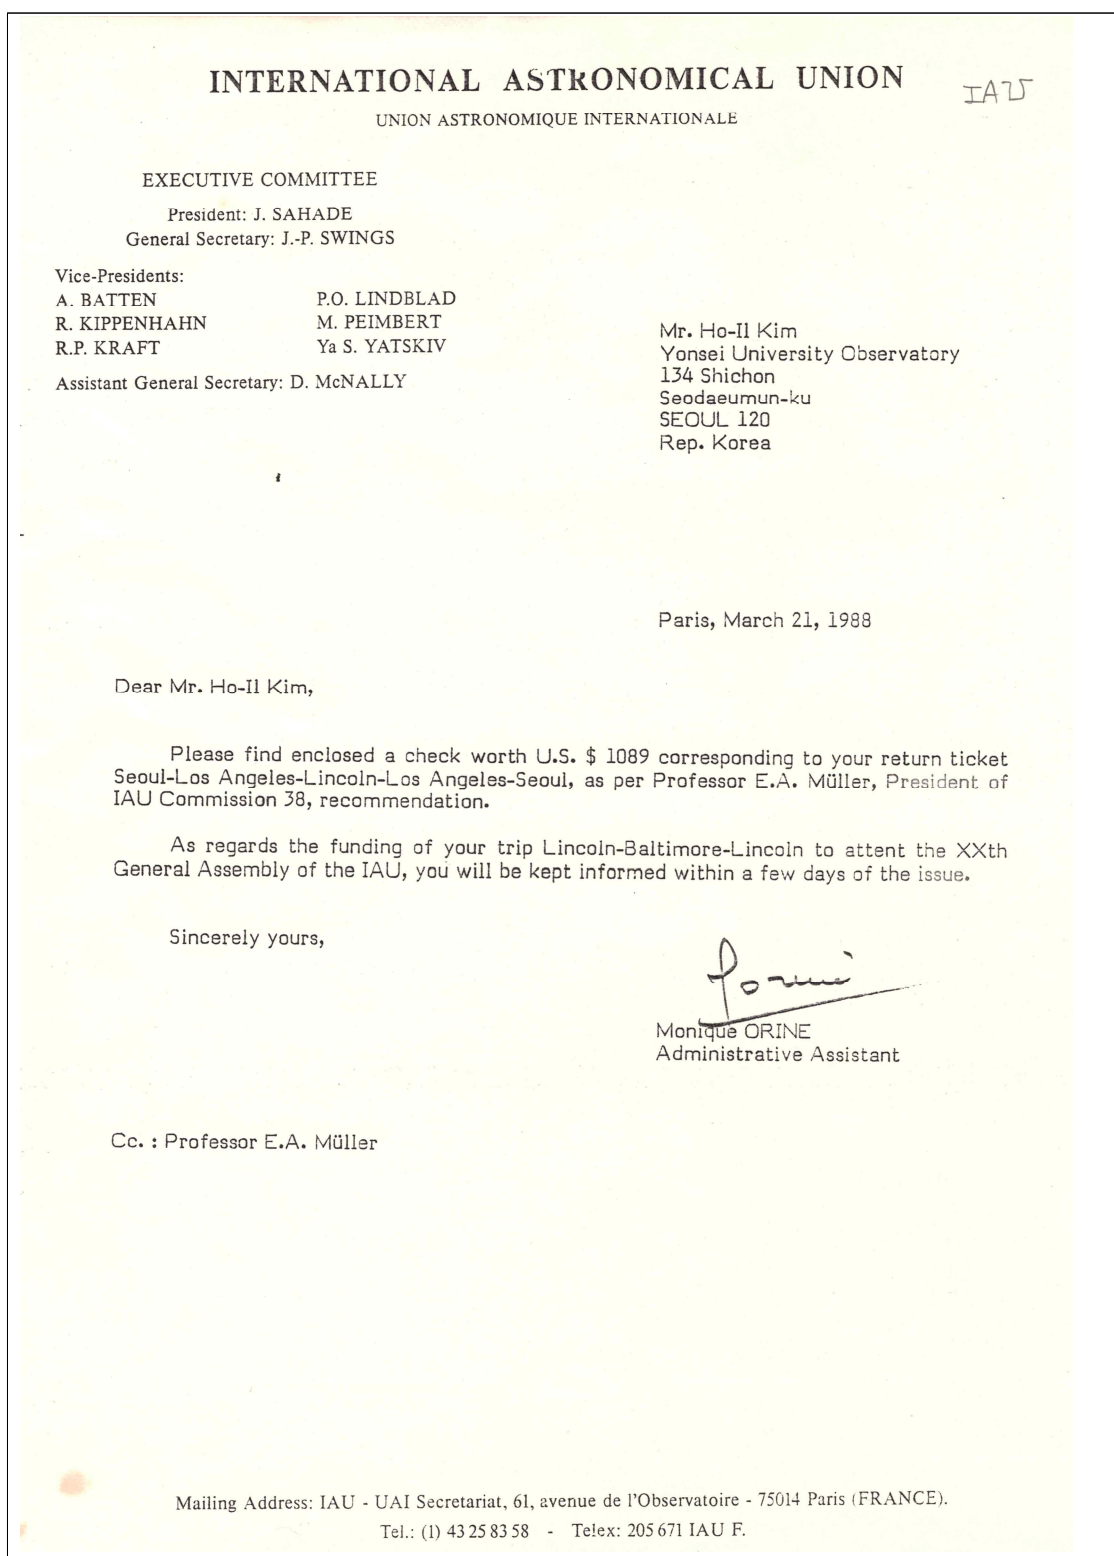 INTERNATIONAL ASTRONOMICAL UNION
IAU
UNION ASTRONOMIQUE INTERNATIONALE
EXECUTIVE COMMITTEE
President: J. SAHADE
General Secretary: J.-P. SWINGS
Vice-Presidents:
A. BATTEN P.O. LINDBLAD
R. KIPPENHAHN M. PEIMBERT
R.P. KRAFT Ya S. YATSKIV
Assistant General Secretary: D. McNALLY
Mr. Ho-Il Kim
Yonsei University Observatory
134 Shichon
Seodaeumun-ku
SEOUL 120
Rep. Korea
Paris, March 21, 1988
Dear Mr. Ho-Il Kim,
Please find enclosed a check worth U.S. $ 1089 corresponding to your return ticket
Seoul-Los Angeles-Lincoln-Los Angeles-Seoul, as per Professor E.A. Müller, President of
IAU Commission 38, recommendation.
As regards the funding of your trip Lincoln-Baltimore-Lincoln to attent the XXth
General Assembly of the IAU, you will be kept informed within a few days of the issue.
Sincerely yours,
Monique ORINE
Administrative Assistant
Cc. : Professor E.A. Müller
Mailing Address: IAU - UAI Secretariat, 61, avenue de l'Observatoire - 75014 Paris (FRANCE).
Tel.: (1) 43 25 83 58 - Telex: 205 671 IAU F.